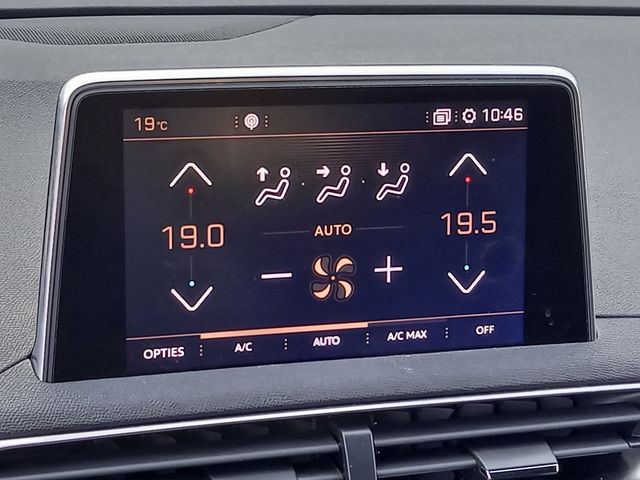 19°C 10:46
19.0 AUTO 19.5
OPTIES A/C AUTO A/C MAX OFF